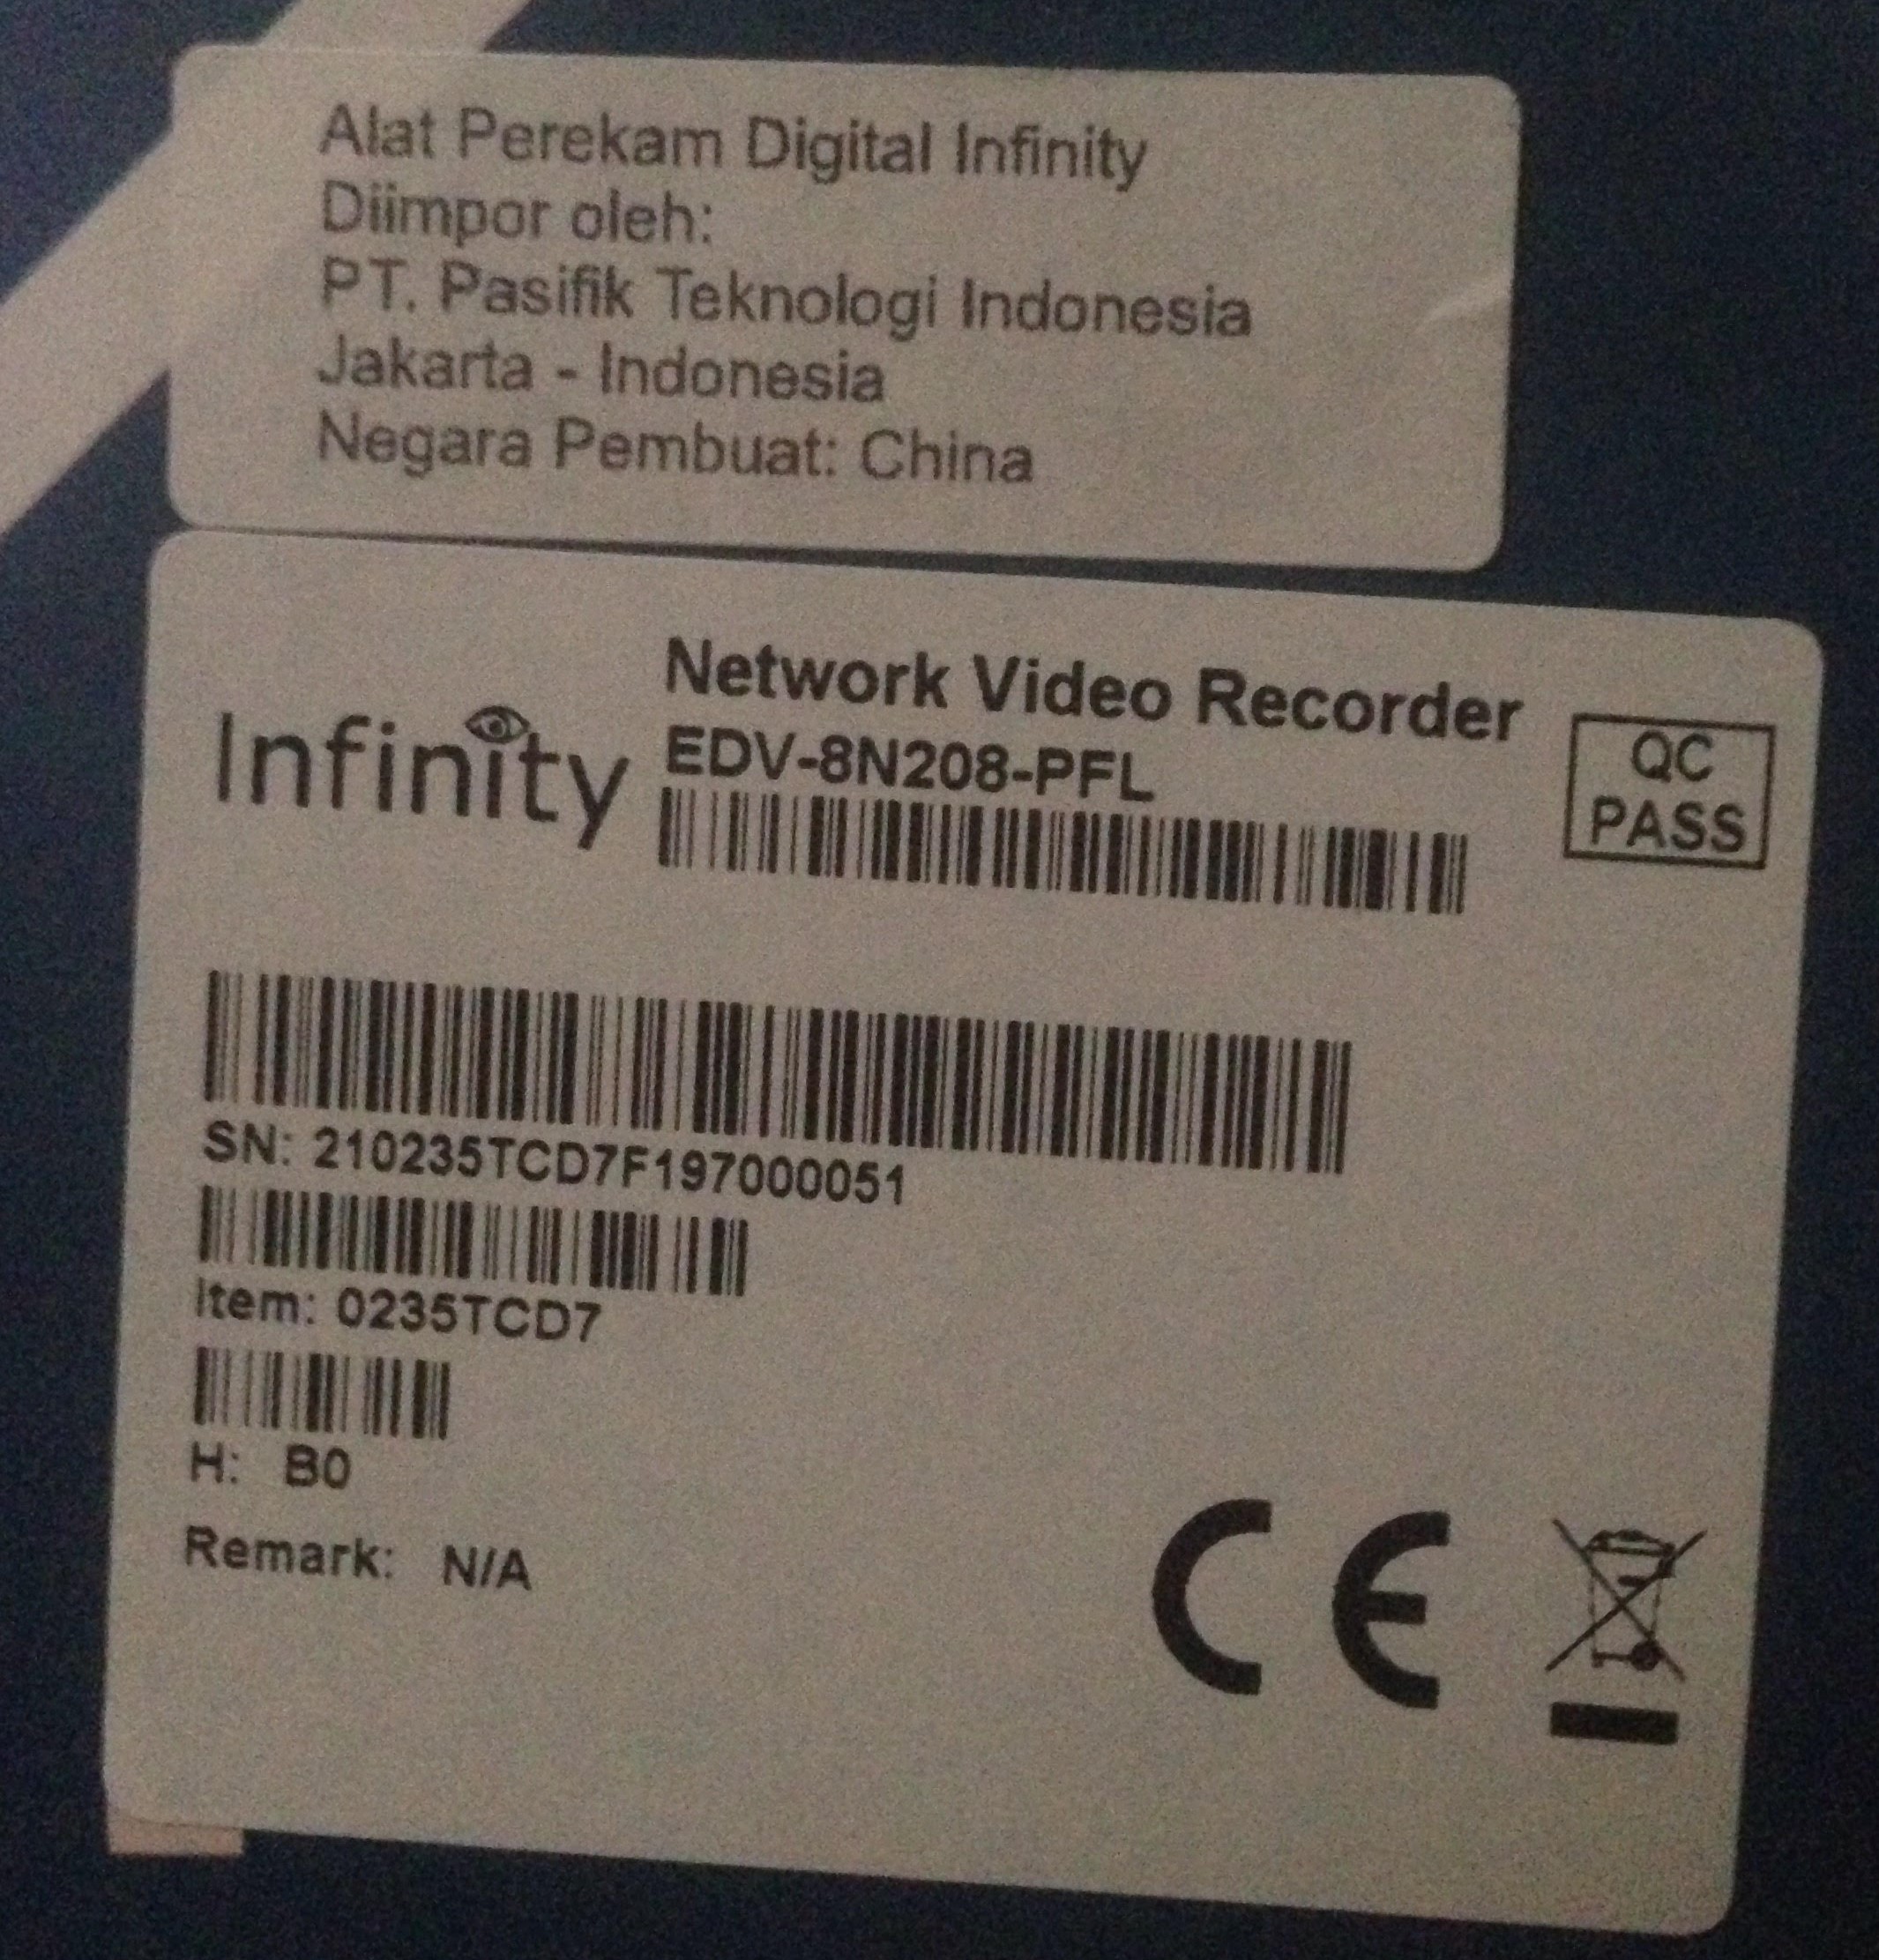 Alat Perekam Digital Infinity
Diimpor oleh:
PT. Pasifik Teknologi Indonesia
Jakarta - Indonesia
Negara Pembuat: China
Infinity
Network Video Recorder
EDV-8N208-PFL
QC
PASS
SN: 210235TCD7F197000051
Item: 0235TCD7
H: B0
Remark: N/A
CE